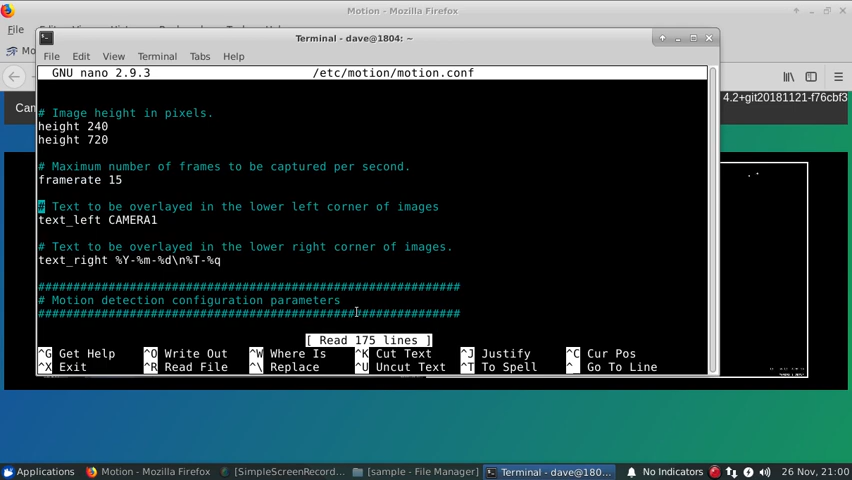 Motion - Mozilla Firefox
File
Mo
Terminal - dave@1804: ~
File Edit View Terminal Tabs Help
GNU nano 2.9.3 /etc/motion/motion.conf
Cam
4.2+git20181121-f76cbf3
# Image height in pixels.
height 240
height 720
# Maximum number of frames to be captured per second.
framerate 15
# Text to be overlayed in the lower left corner of images
text_left CAMERA1
# Text to be overlayed in the lower right corner of images.
text_right %Y-%m-%d\n%T-%q
############################################################
# Motion detection configuration parameters
############################################################
[ Read 175 lines ]
^G Get Help ^O Write Out ^W Where Is ^K Cut Text ^J Justify ^C Cur Pos
^X Exit ^R Read File ^\ Replace ^U Uncut Text ^T To Spell ^_ Go To Line
Applications Motion - Mozilla Firefox [SimpleScreenRecord... [sample - File Manager] Terminal - dave@180... No Indicators 26 Nov, 21:00